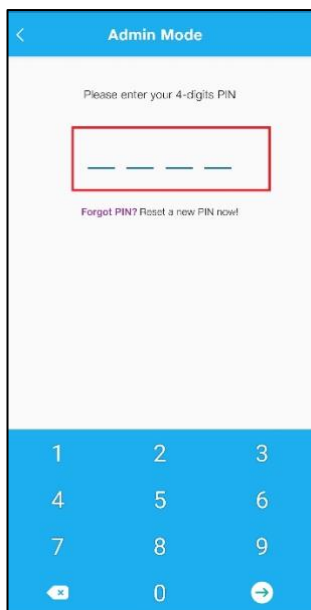 Admin Mode
Please enter your 4-digits PIN
Forgot PIN? Reset a new PIN now!
1 2 3
4 5 6
7 8 9
0